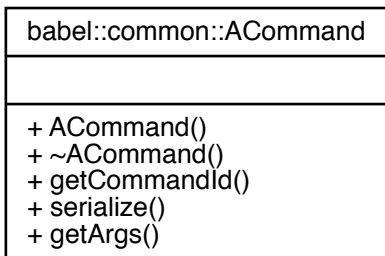 babel::common::ACommand
+ ACommand()
+ ~ACommand()
+ getCommandId()
+ serialize()
+ getArgs()